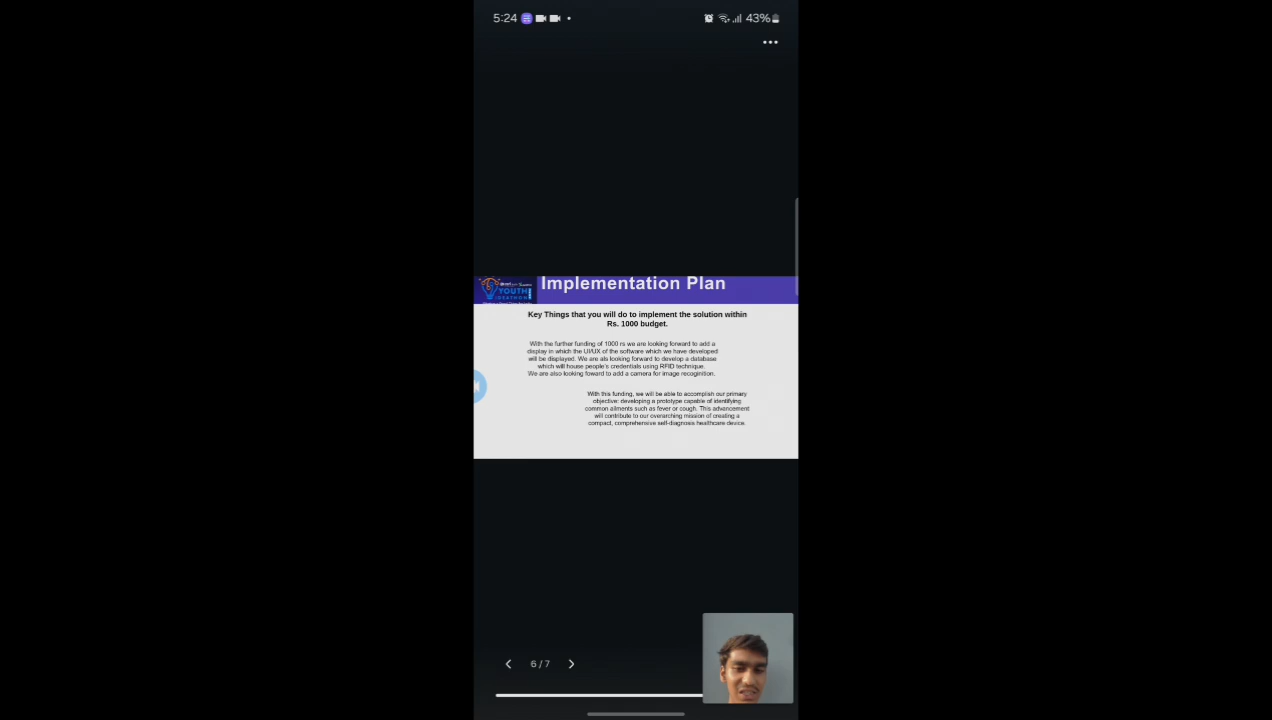 5:24
43%
Implementation Plan
YOUTH
IDEATHON
Key Things that you will do to implement the solution within
Rs. 1000 budget.
With the further funding of 1000 rs we are looking forward to add a
display in which the UI/UX of the software which we have developed
will be displayed. We are als looking forward to develop a database
which will house people's credentials using RFID technique.
We are also looking foward to add a camera for image recoginition.
With this funding, we will be able to accomplish our primary
objective: developing a prototype capable of identifying
common ailments such as fever or cough. This advancement
will contribute to our overarching mission of creating a
compact, comprehensive self-diagnosis healthcare device.
6 / 7